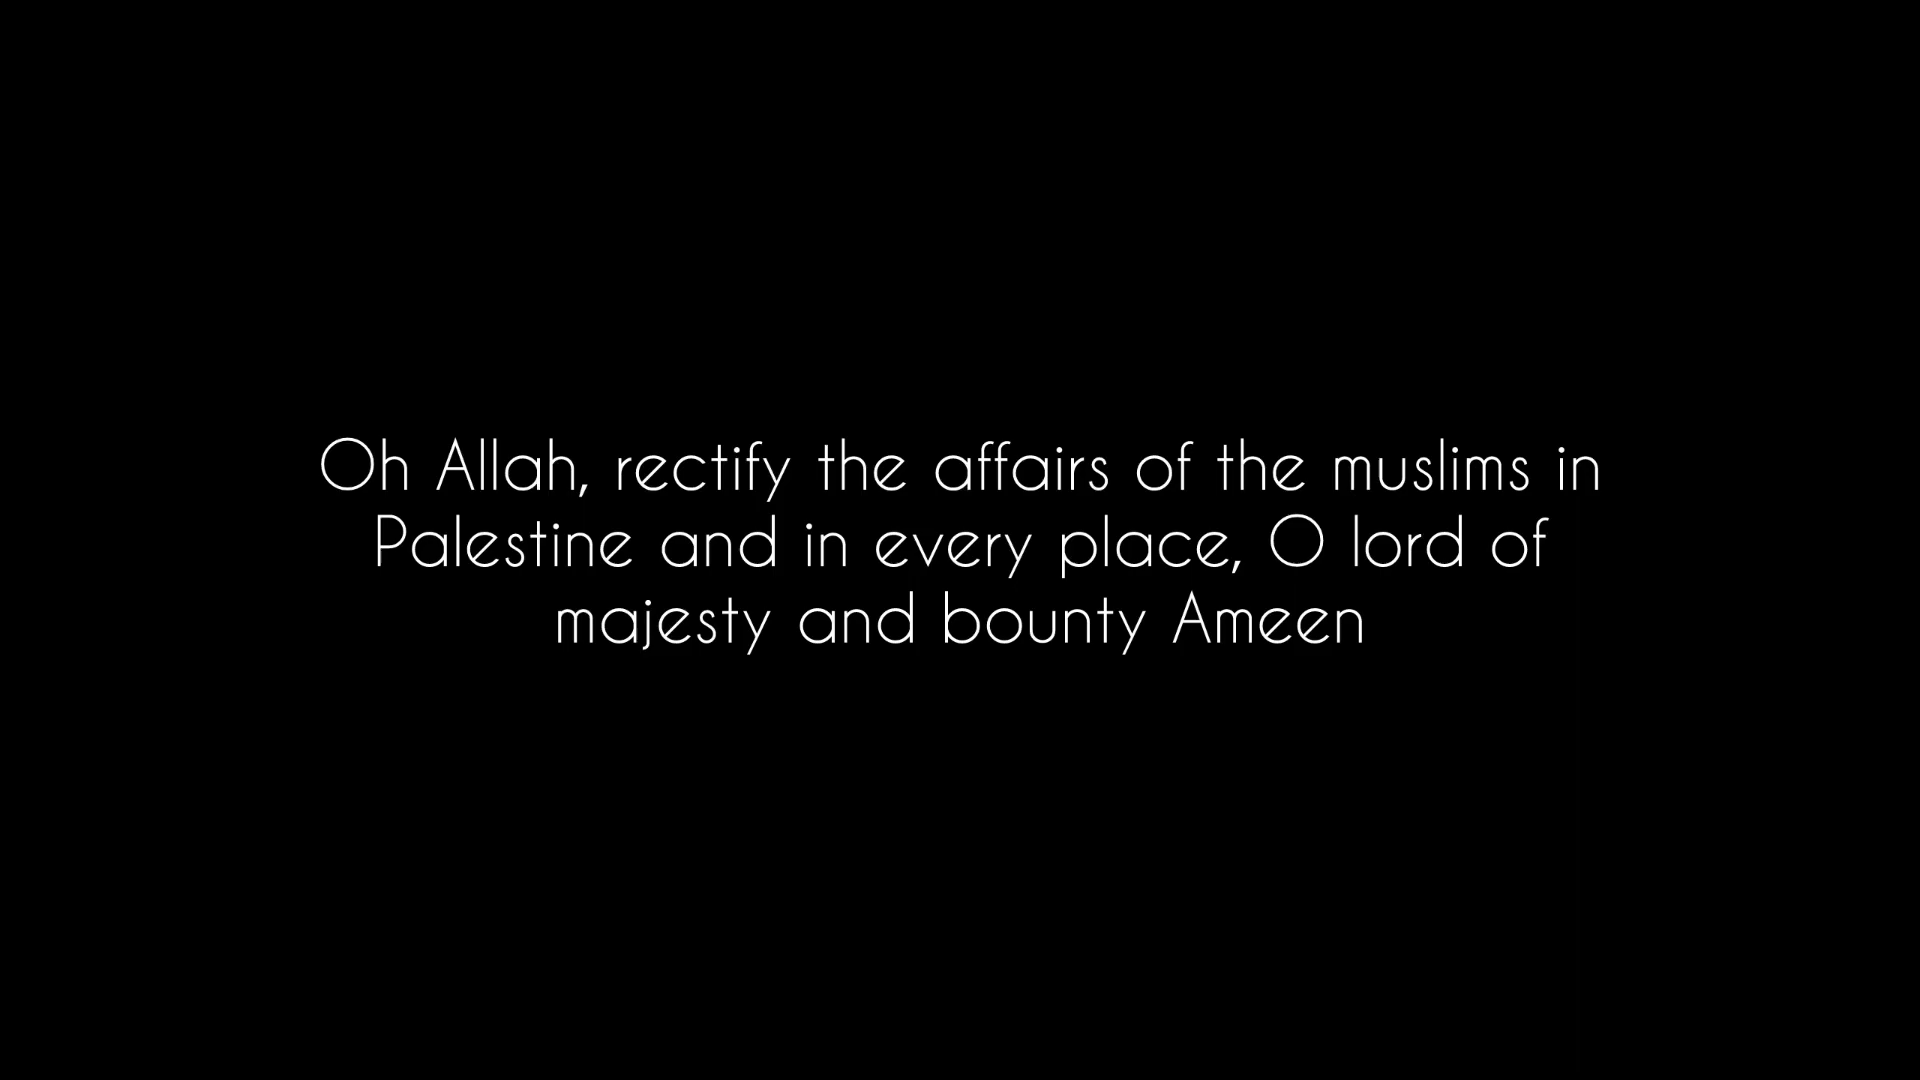 Oh Allah, rectify the affairs of the muslims in
Palestine and in every place, O lord of
majesty and bounty Ameen